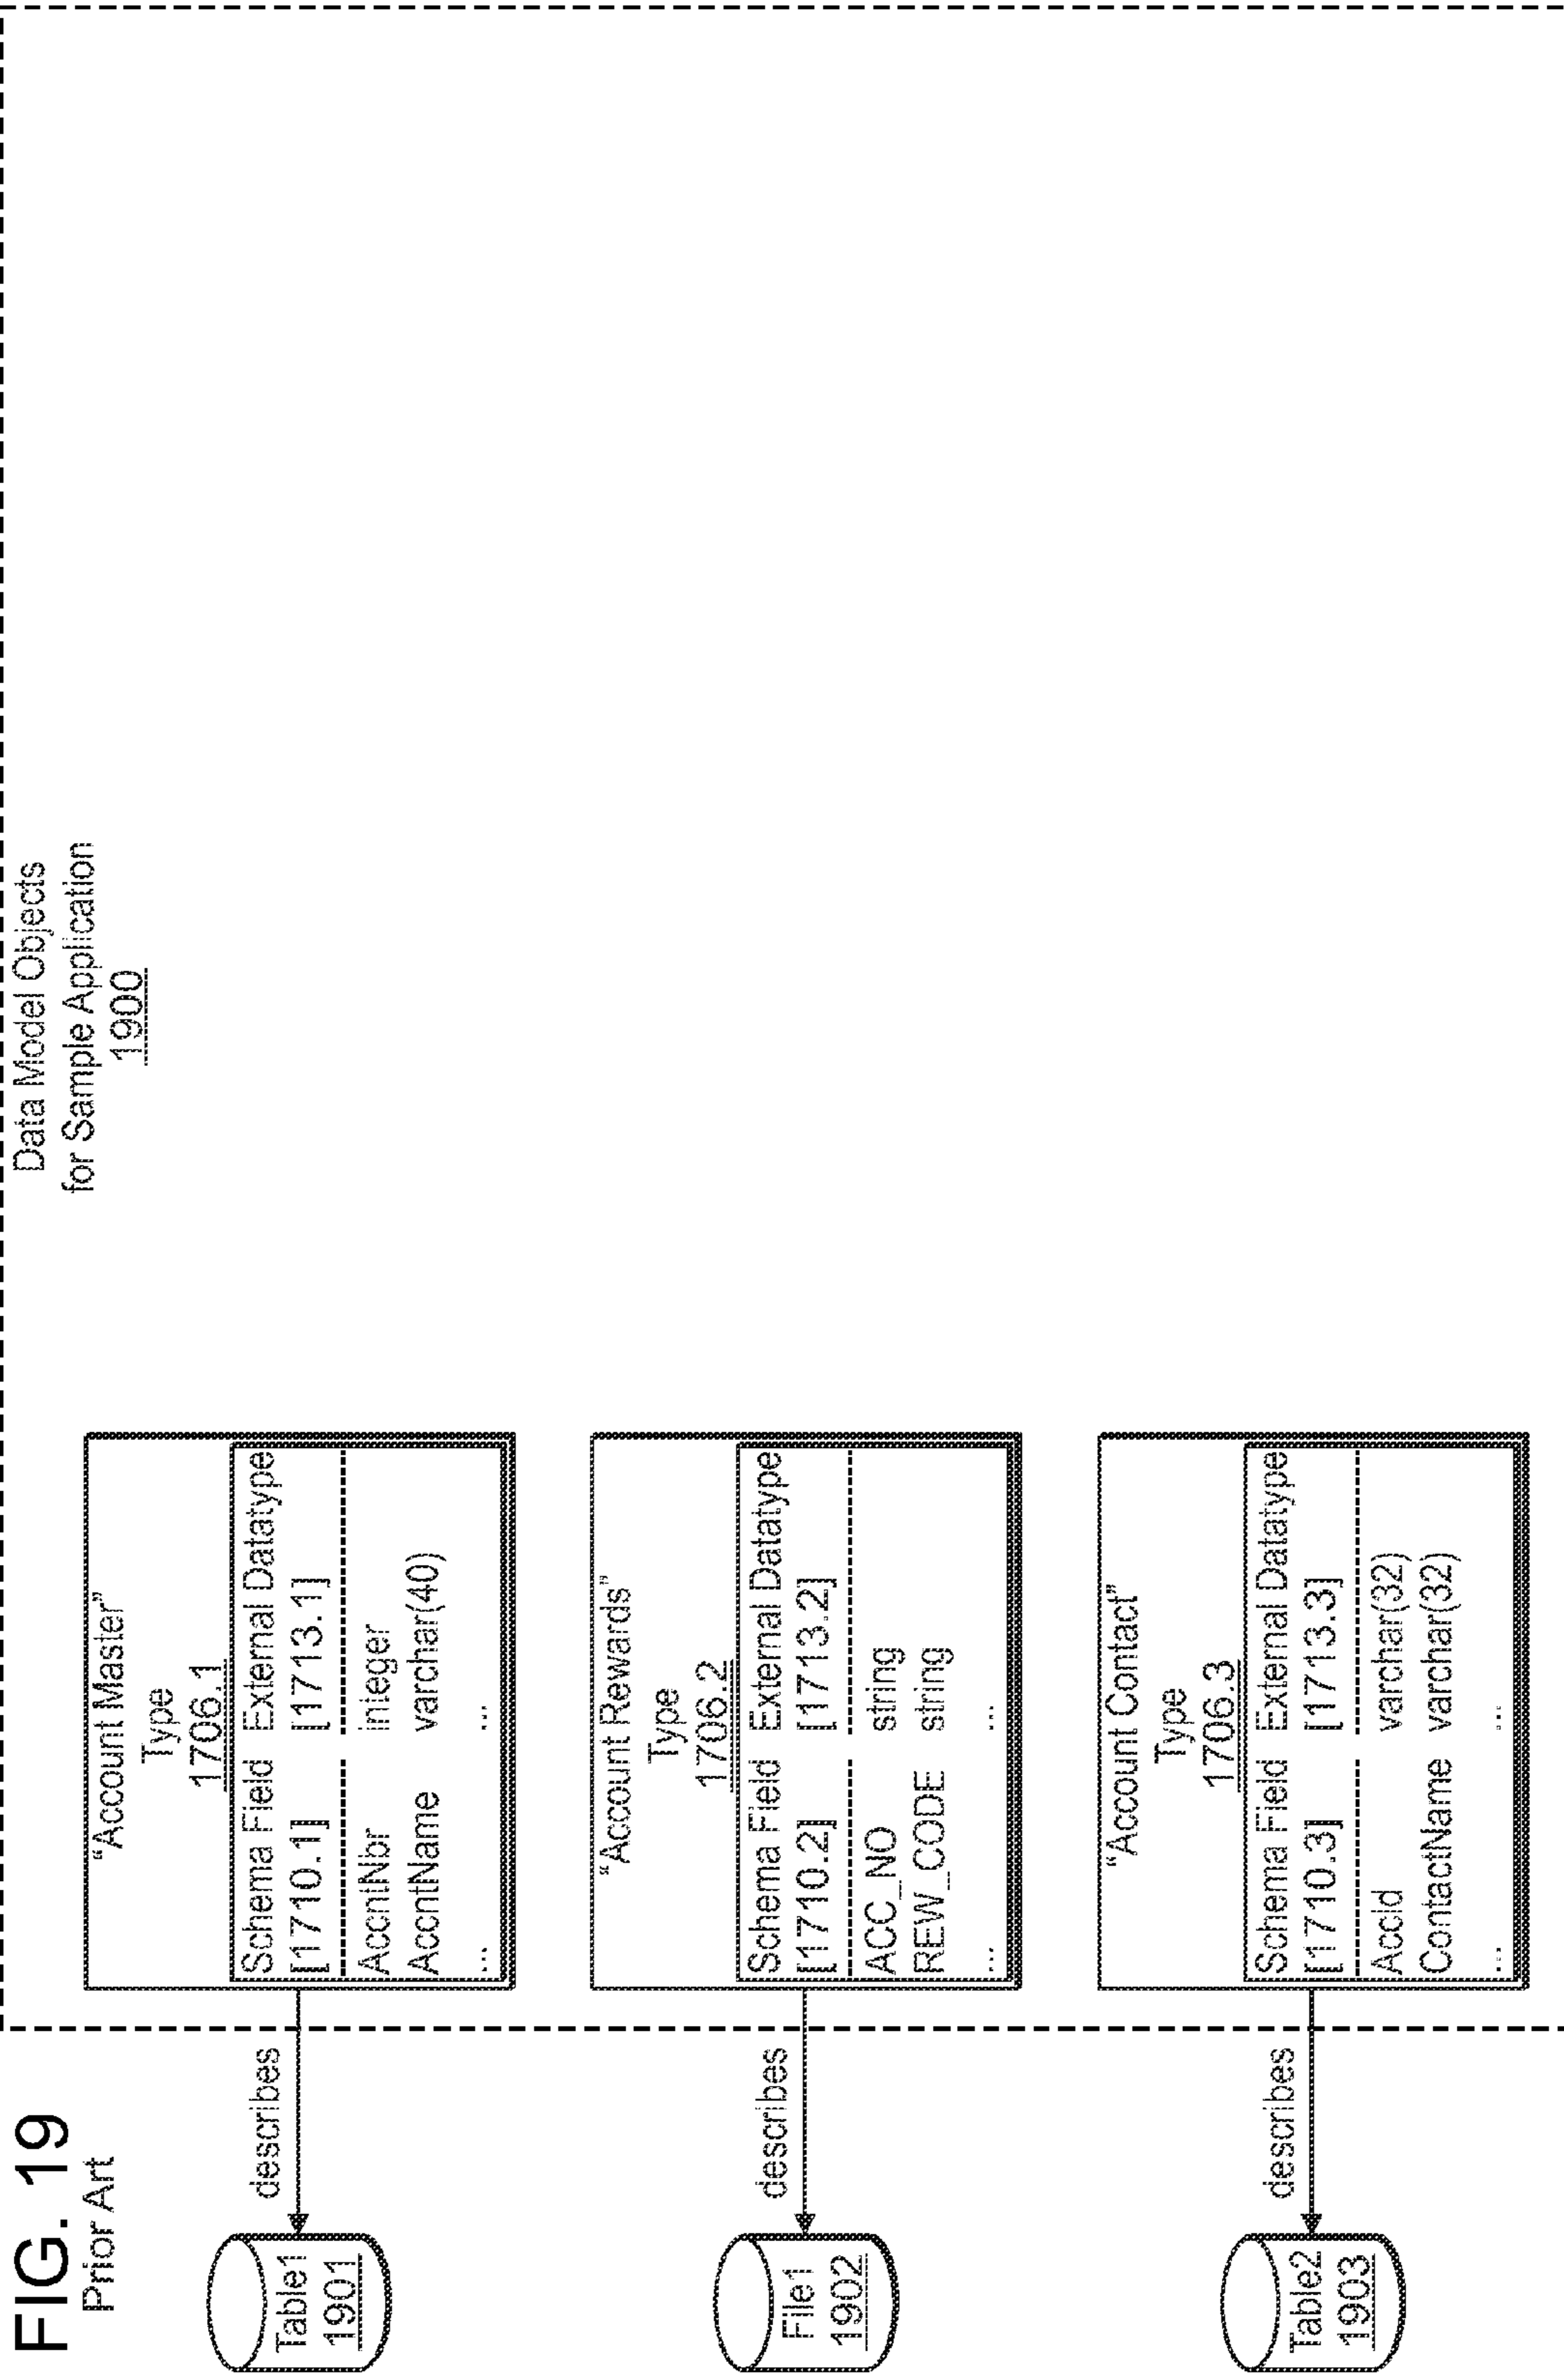 FIG. 19
Prior Art
Data Model Objects
for Sample Application
1900
Table1
1901
describes
“Account Master”
Type
1706.1
Schema Field External Datatype
[1710.1] [1713.1]
AccntNbr integer
AccntName varchar(40)
... ...
File1
1902
describes
“Account Rewards”
Type
1706.2
Schema Field External Datatype
[1710.2] [1713.2]
ACC_NO string
REW_CODE string
... ...
Table2
1903
describes
“Account Contact”
Type
1706.3
Schema Field External Datatype
[1710.3] [1713.3]
AccId varchar(32)
ContactName varchar(32)
... ...